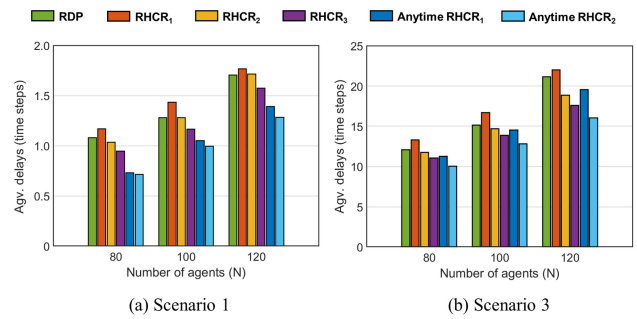 RDP RHCR₁ RHCR₂ RHCR₃ Anytime RHCR₁ Anytime RHCR₂
Agv. delays (time steps)
2.0
1.5
1.0
0.5
0
80 100 120
Number of agents (N)
(a) Scenario 1
Agv. delays (time steps)
25
20
15
10
5
0
80 100 120
Number of agents (N)
(b) Scenario 3